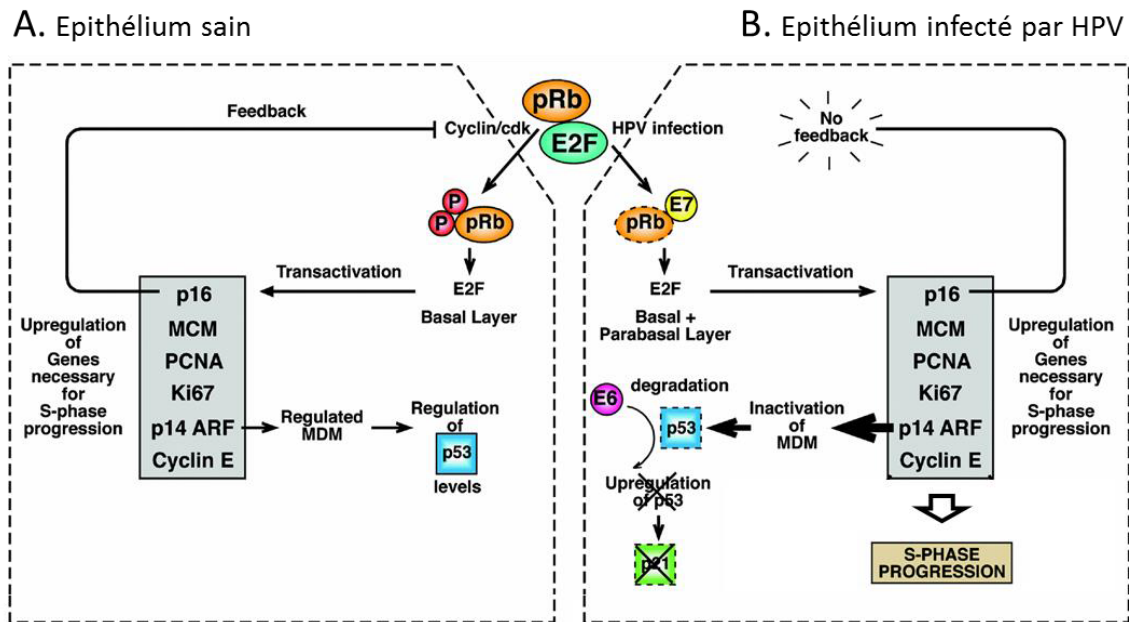 A. Epithélium sain
B. Epithélium infecté par HPV
pRb
E2F
Feedback
Cyclin/cdk
P
P
pRb
E2F
Basal Layer
Transactivation
p16
MCM
PCNA
Ki67
p14 ARF
Cyclin E
Upregulation
of
Genes
necessary
for
S-phase
progression
Regulated
MDM
Regulation
of
p53
levels
HPV infection
No
feedback
E7
pRb
E2F
Basal +
Parabasal Layer
Transactivation
p16
MCM
PCNA
Ki67
p14 ARF
Cyclin E
Upregulation
of
Genes
necessary
for
S-phase
progression
Inactivation
of
MDM
degradation
E6
p53
Upregulation
of p53
p21
S-PHASE
PROGRESSION